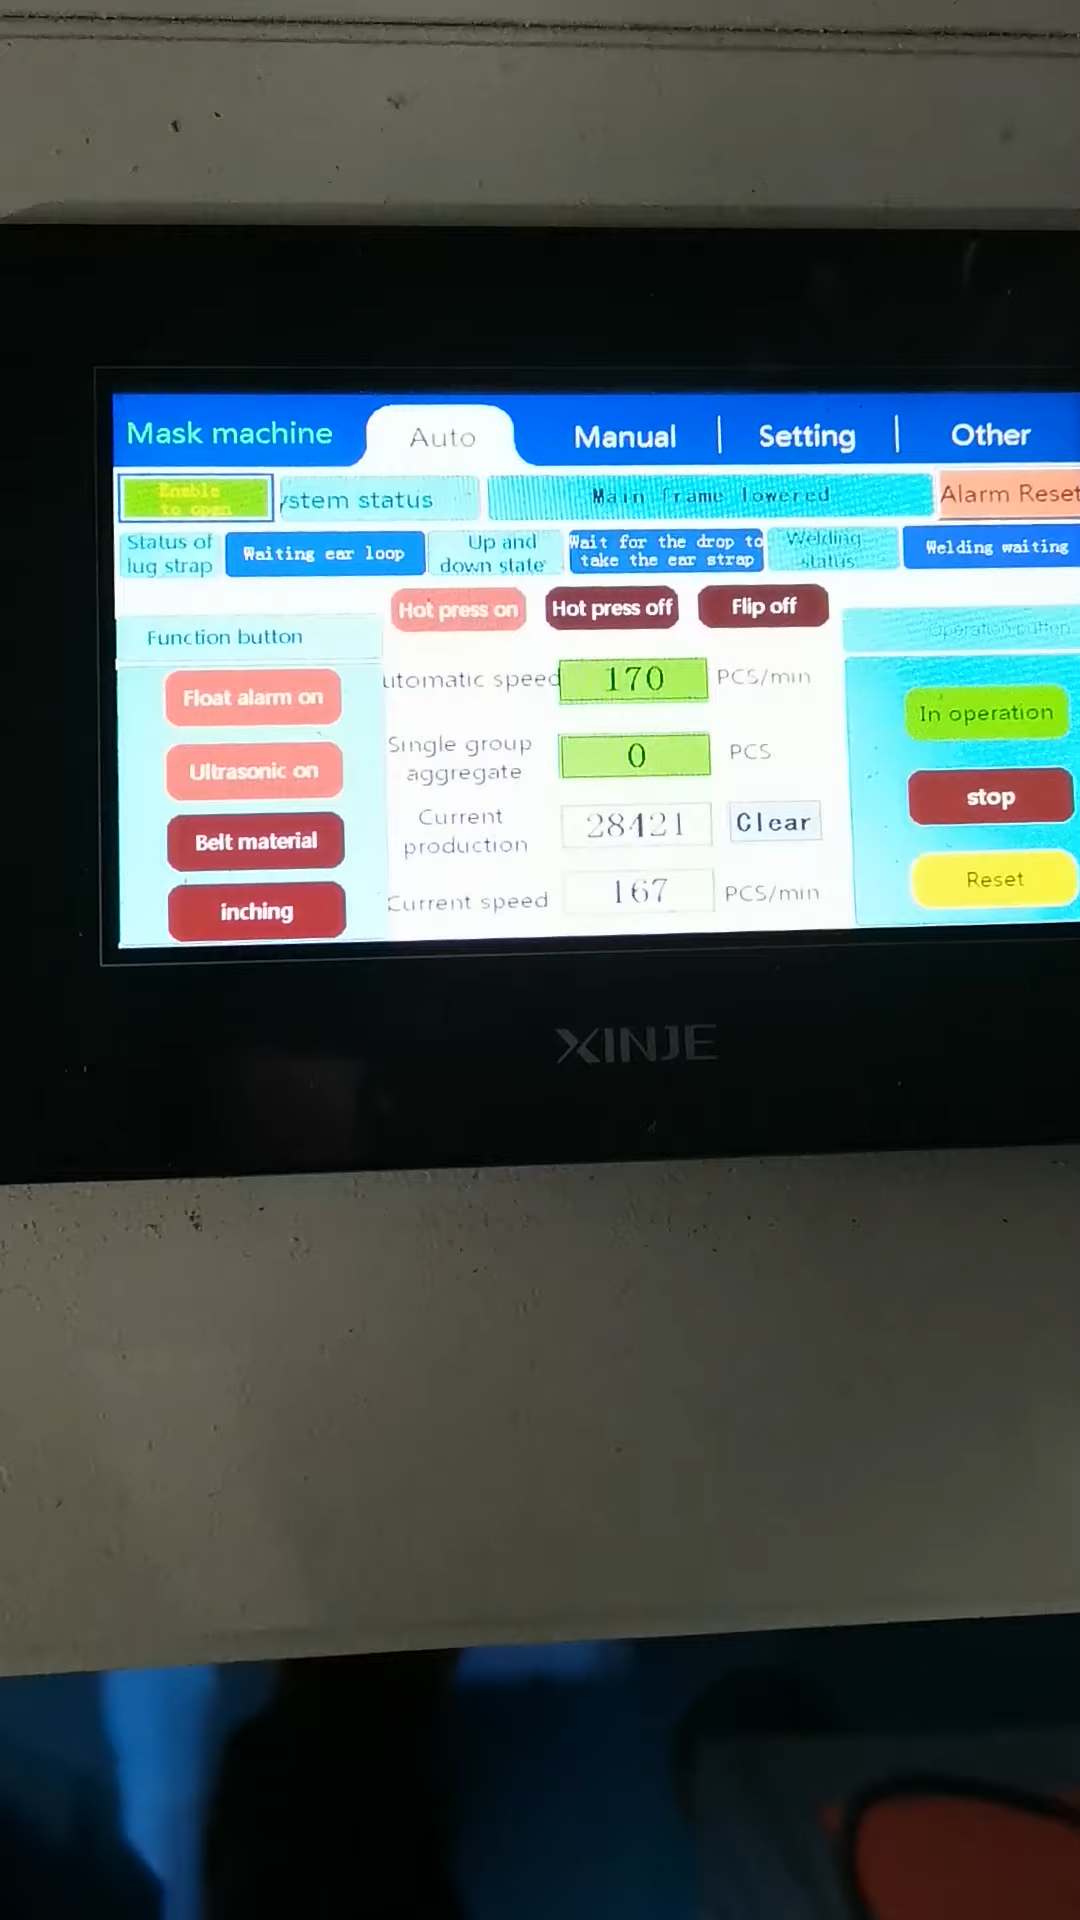 Mask machine
Auto
Manual
Setting
Other
Enable
to open
ystem status
Main frame lowered
Alarm Reset
Status of
lug strap
Waiting ear loop
Up and
down state
Wait for the drop to
take the ear strap
Welding
status
Welding waiting
Hot press on
Hot press off
Flip off
Function button
Operation button
Float alarm on
Ultrasonic on
Belt material
inching
utomatic speed
170
PCS/min
Single group
aggregate
0
PCS
Current
production
28421
Clear
Current speed
167
PCS/min
In operation
stop
Reset
XINJE